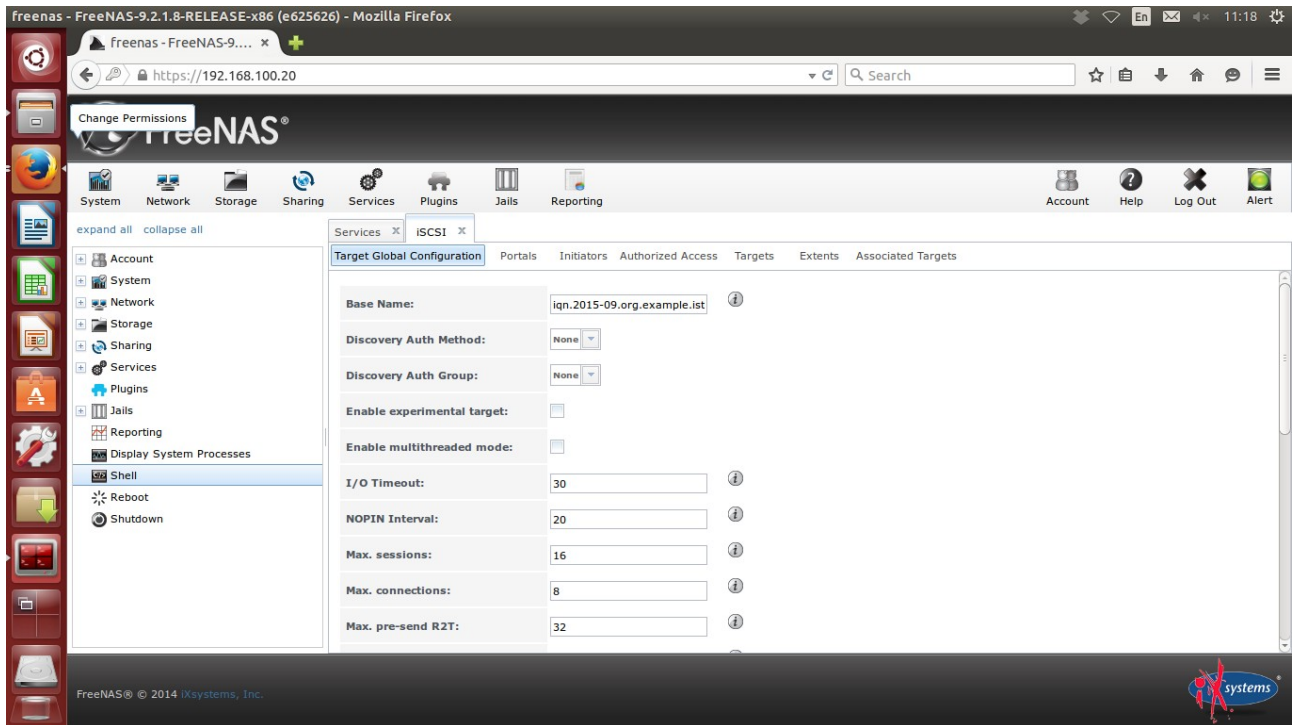 freenas - FreeNAS-9.2.1.8-RELEASE-x86 (e625626) - Mozilla Firefox
En
11:18
freenas - FreeNAS-9.... ×
https://192.168.100.20
Search
Change Permissions
FreeNAS®
System Network Storage Sharing Services Plugins Jails Reporting Account Help Log Out Alert
expand all collapse all
Services X iSCSI X
Target Global Configuration Portals Initiators Authorized Access Targets Extents Associated Targets
Account
System
Network
Storage
Sharing
Services
Plugins
Jails
Reporting
Display System Processes
Shell
Reboot
Shutdown
Base Name: iqn.2015-09.org.example.ist
Discovery Auth Method: None
Discovery Auth Group: None
Enable experimental target:
Enable multithreaded mode:
I/O Timeout: 30
NOPIN Interval: 20
Max. sessions: 16
Max. connections: 8
Max. pre-send R2T: 32
FreeNAS® © 2014 iXsystems, Inc.
iXsystems